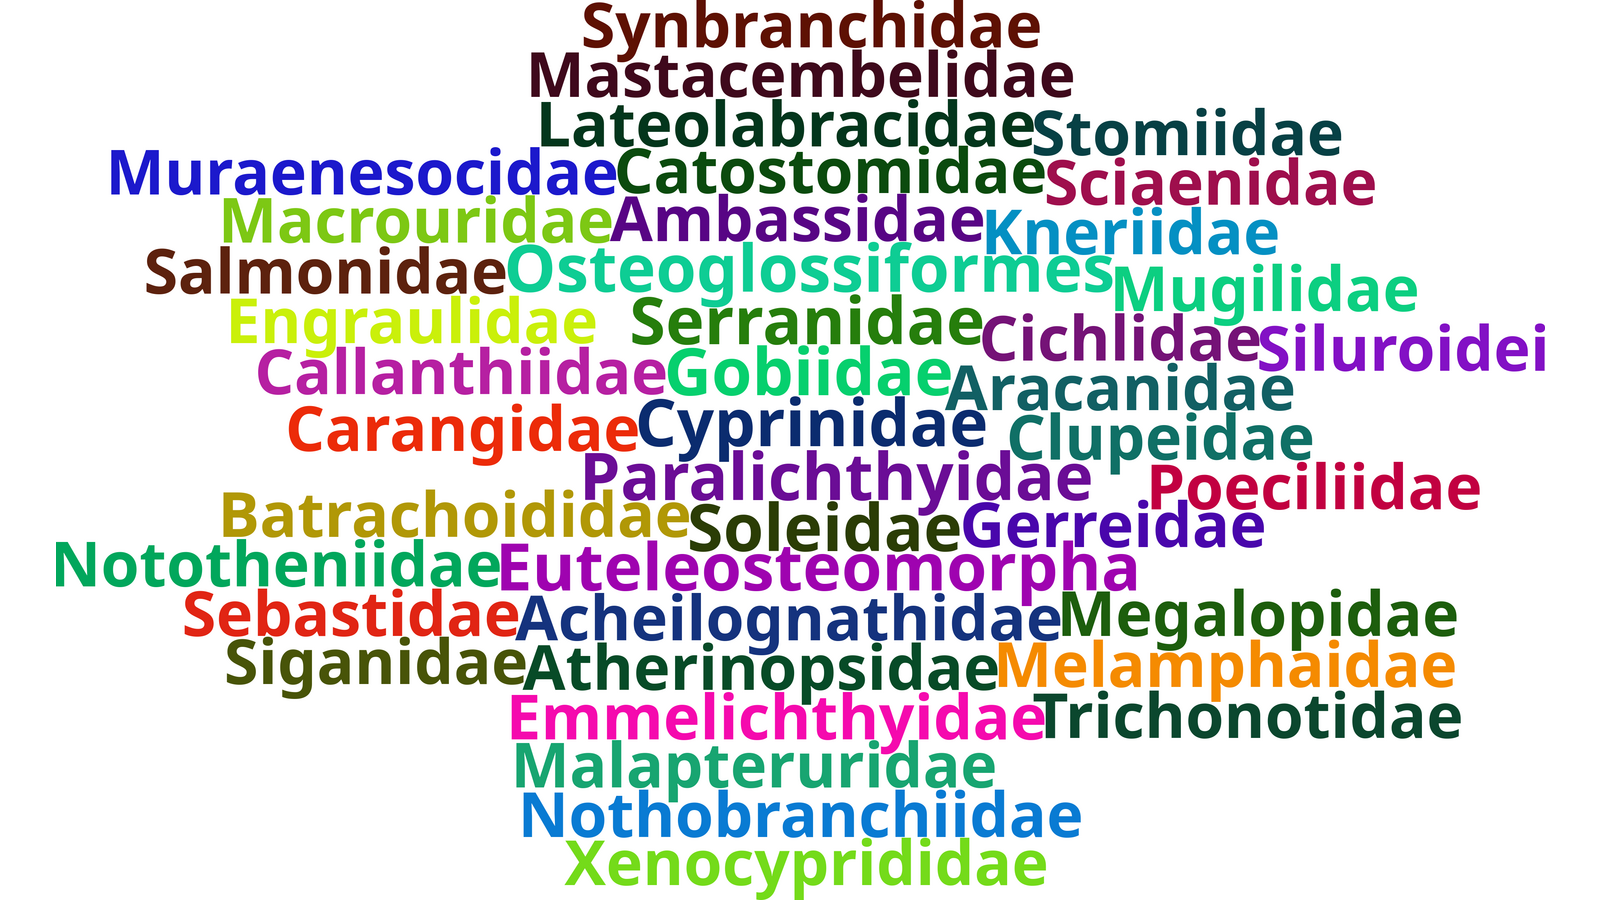 Synbranchidae
Mastacembelidae
Lateolabracidae Stomiidae
Muraenesocidae Catostomidae Sciaenidae
Macrouridae Ambassidae Kneriidae
Salmonidae Osteoglossiformes Mugilidae
Engraulidae Serranidae Cichlidae Siluroidei
Callanthiidae Gobiidae Aracanidae
Carangidae Cyprinidae Clupeidae
Paralichthyidae Poeciliidae
Batrachoididae Soleidae Gerreidae
Nototheniidae Euteleosteomorpha
Sebastidae Acheilognathidae Megalopidae
Siganidae Atherinopsidae Melamphaidae
Emmelichthyidae Trichonotidae
Malapteruridae
Nothobranchiidae
Xenocyprididae